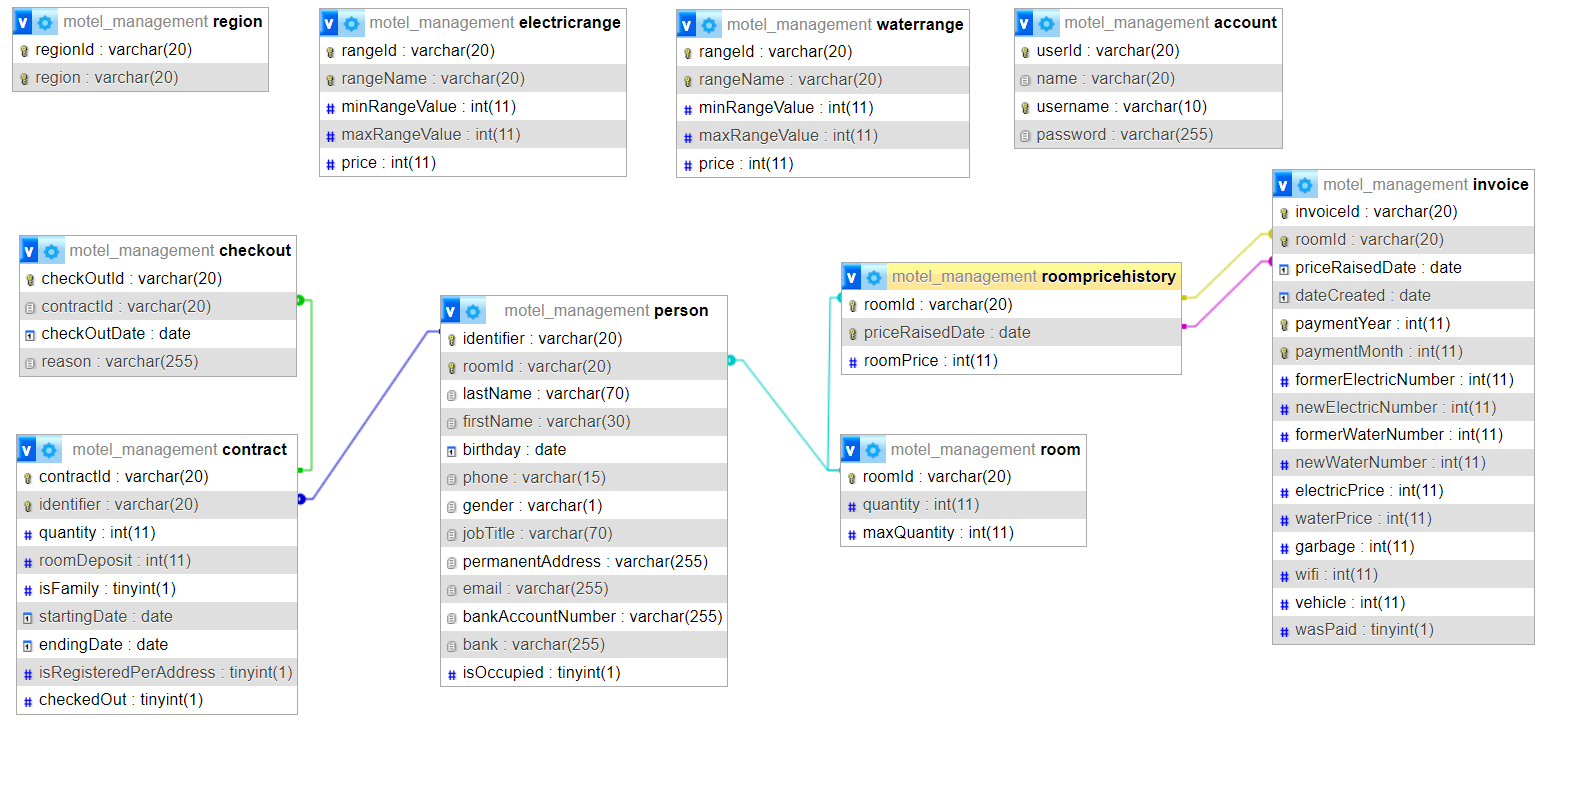 v motel_management region
regionId : varchar(20)
region : varchar(20)
v motel_management electricrange
rangeId : varchar(20)
rangeName : varchar(20)
# minRangeValue : int(11)
# maxRangeValue : int(11)
# price : int(11)
v motel_management waterrange
rangeId : varchar(20)
rangeName : varchar(20)
# minRangeValue : int(11)
# maxRangeValue : int(11)
# price : int(11)
v motel_management account
userId : varchar(20)
name : varchar(20)
username : varchar(10)
password : varchar(255)
v motel_management checkout
checkOutId : varchar(20)
contractId : varchar(20)
checkOutDate : date
reason : varchar(255)
v motel_management contract
contractId : varchar(20)
identifier : varchar(20)
# quantity : int(11)
# roomDeposit : int(11)
# isFamily : tinyint(1)
startingDate : date
endingDate : date
# isRegisteredPerAddress : tinyint(1)
# checkedOut : tinyint(1)
v motel_management person
identifier : varchar(20)
roomId : varchar(20)
lastName : varchar(70)
firstName : varchar(30)
birthday : date
phone : varchar(15)
gender : varchar(1)
jobTitle : varchar(70)
permanentAddress : varchar(255)
email : varchar(255)
bankAccountNumber : varchar(255)
bank : varchar(255)
# isOccupied : tinyint(1)
v motel_management roompricehistory
roomId : varchar(20)
priceRaisedDate : date
# roomPrice : int(11)
v motel_management room
roomId : varchar(20)
# quantity : int(11)
# maxQuantity : int(11)
v motel_management invoice
invoiceId : varchar(20)
roomId : varchar(20)
priceRaisedDate : date
dateCreated : date
paymentYear : int(11)
paymentMonth : int(11)
# formerElectricNumber : int(11)
# newElectricNumber : int(11)
# formerWaterNumber : int(11)
# newWaterNumber : int(11)
# electricPrice : int(11)
# waterPrice : int(11)
# garbage : int(11)
# wifi : int(11)
# vehicle : int(11)
# wasPaid : tinyint(1)